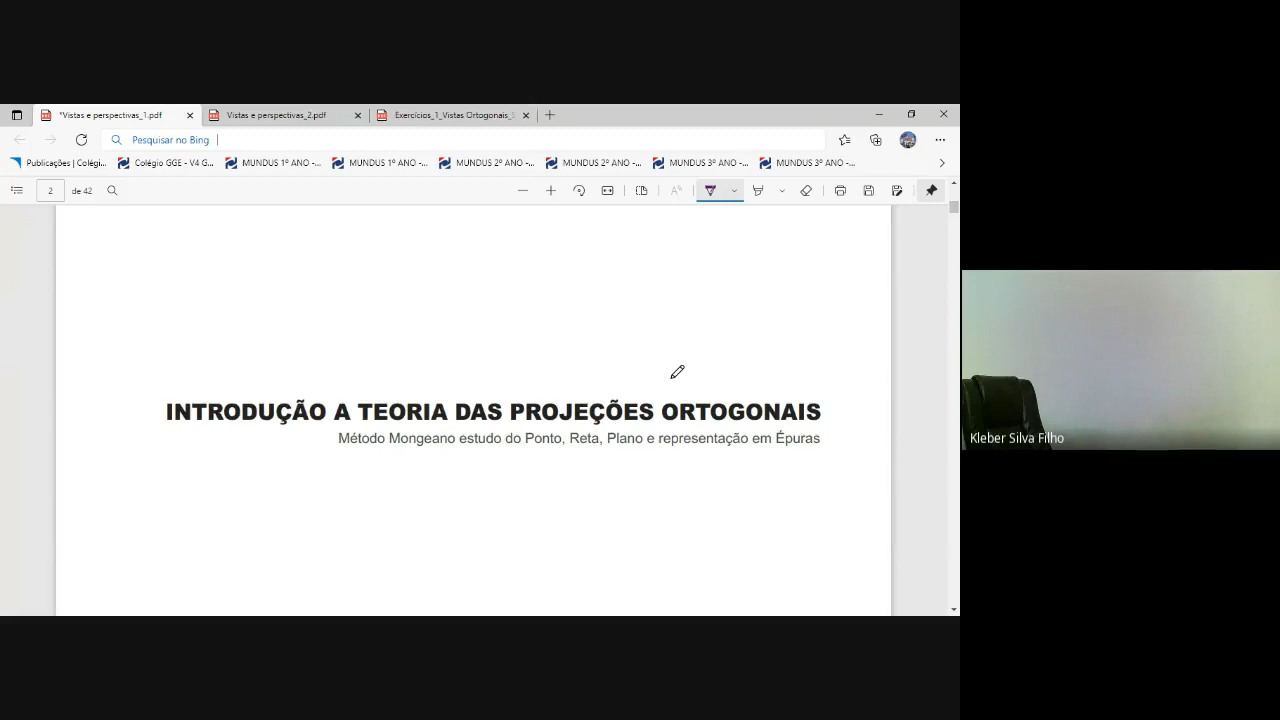 *Vistas e perspectivas_1.pdf
Vistas e perspectivas_2.pdf
Exercícios_1_Vistas Ortogonais_
Pesquisar no Bing
Publicações | Colégi...
Colégio GGE - V4 G...
MUNDUS 1º ANO -...
MUNDUS 1º ANO -...
MUNDUS 2º ANO -...
MUNDUS 2º ANO -...
MUNDUS 3º ANO -...
MUNDUS 3º ANO -...
2 de 42
INTRODUÇÃO A TEORIA DAS PROJEÇÕES ORTOGONAIS
Método Mongeano estudo do Ponto, Reta, Plano e representação em Épuras
Kleber Silva Filho